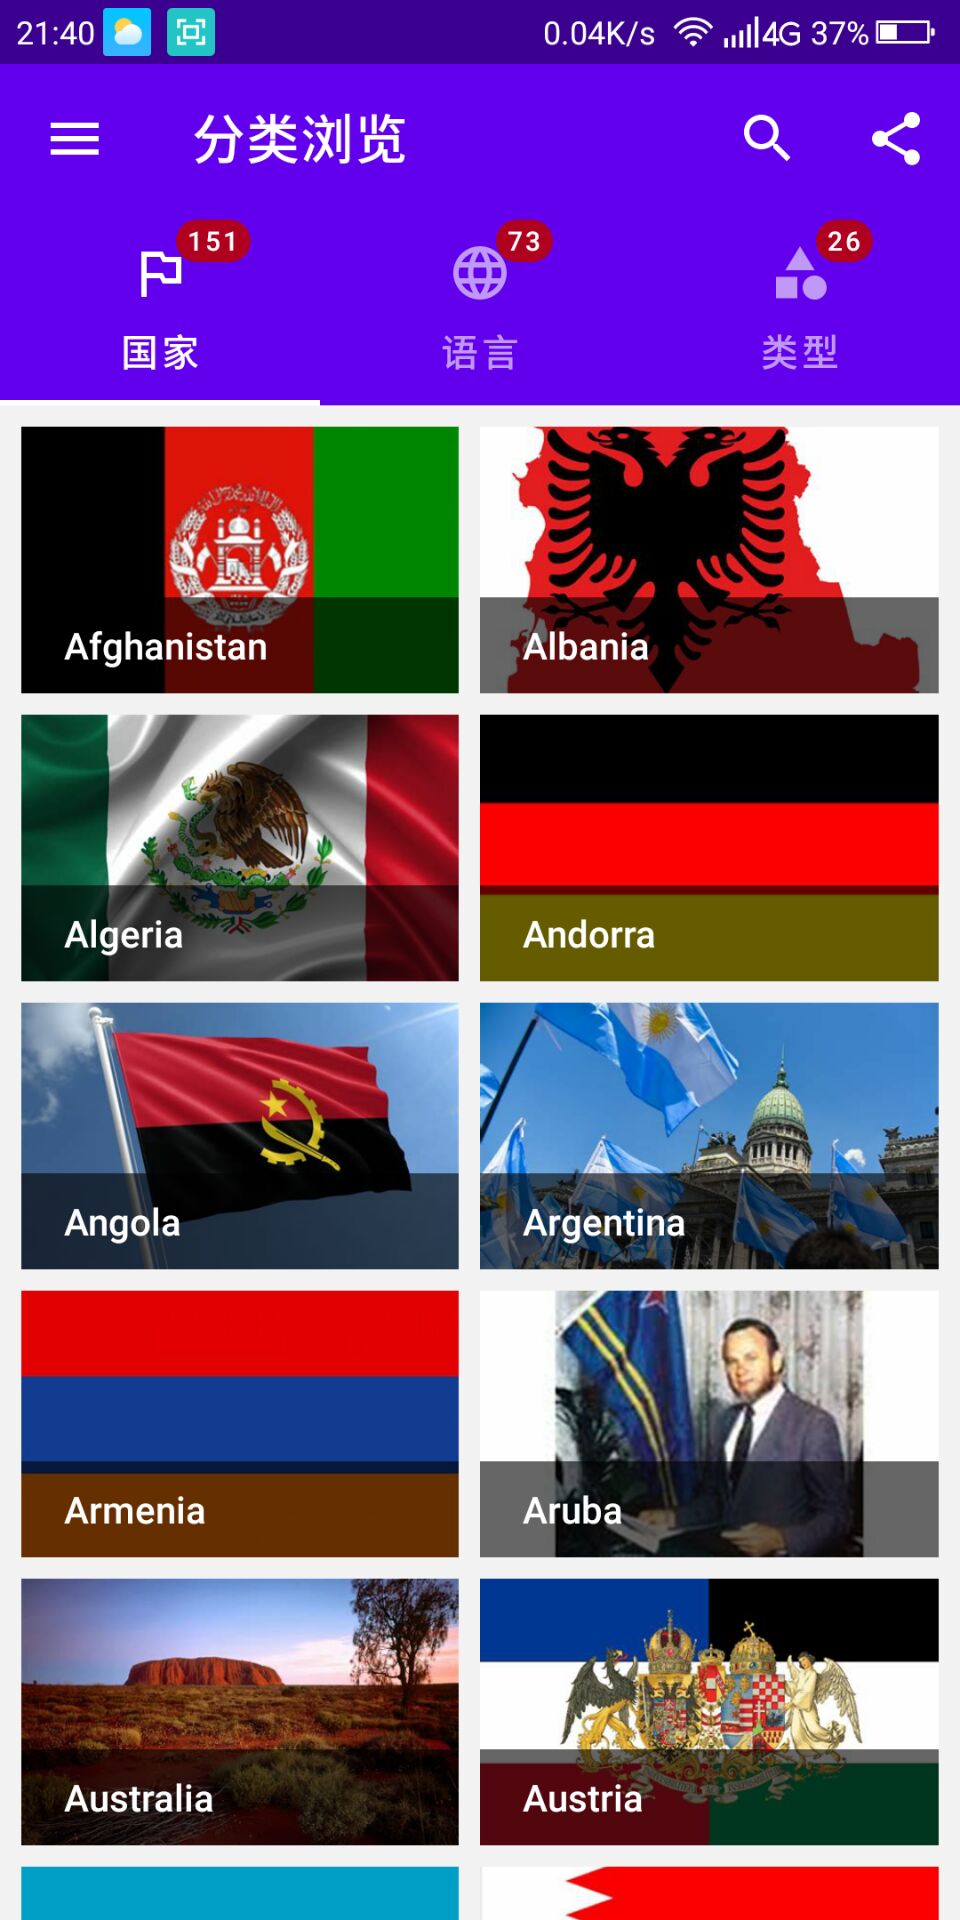 21:40 0.04K/s 4G 37%
分类浏览
151 73 26
国家 语言 类型
Afghanistan Albania
Algeria Andorra
Angola Argentina
Armenia Aruba
Australia Austria